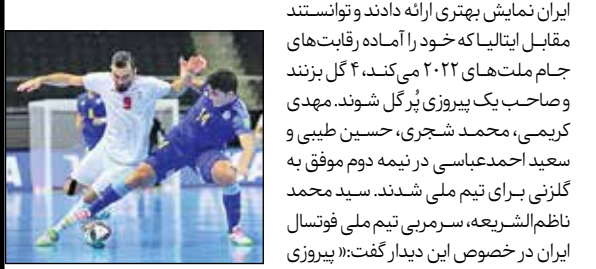 ایران نمایش بهتری ارائه دادند و توانستند
مقابل ایتالیا که خود را آماده رقابت‌های
جام ملت‌های ۲۰۲۲ می‌کند، ۴ گل بزنند
و صاحب یک پیروزی پُر گل شوند. مهدی
کریمی، محمد شجری، حسین طیبی و
سعید احمدعباسی در نیمه دوم موفق به
گلزنی برای تیم ملی شدند. سید محمد
ناظم‌الشریعه، سرمربی تیم ملی فوتسال
ایران در خصوص این دیدار گفت:« پیروزی
9
14